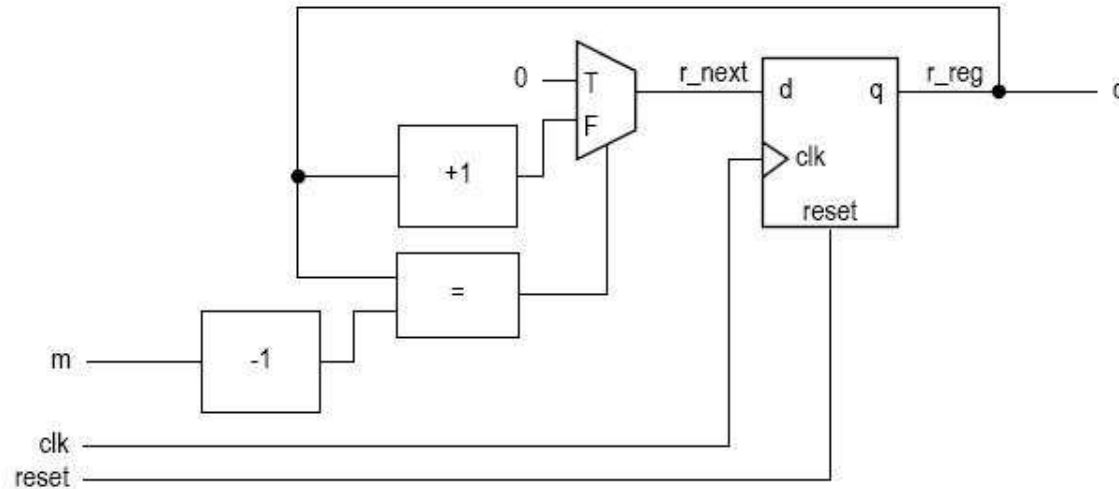 0
T
r_next
r_reg
d
q
F
clk
+1
reset
=
m
-1
clk
reset